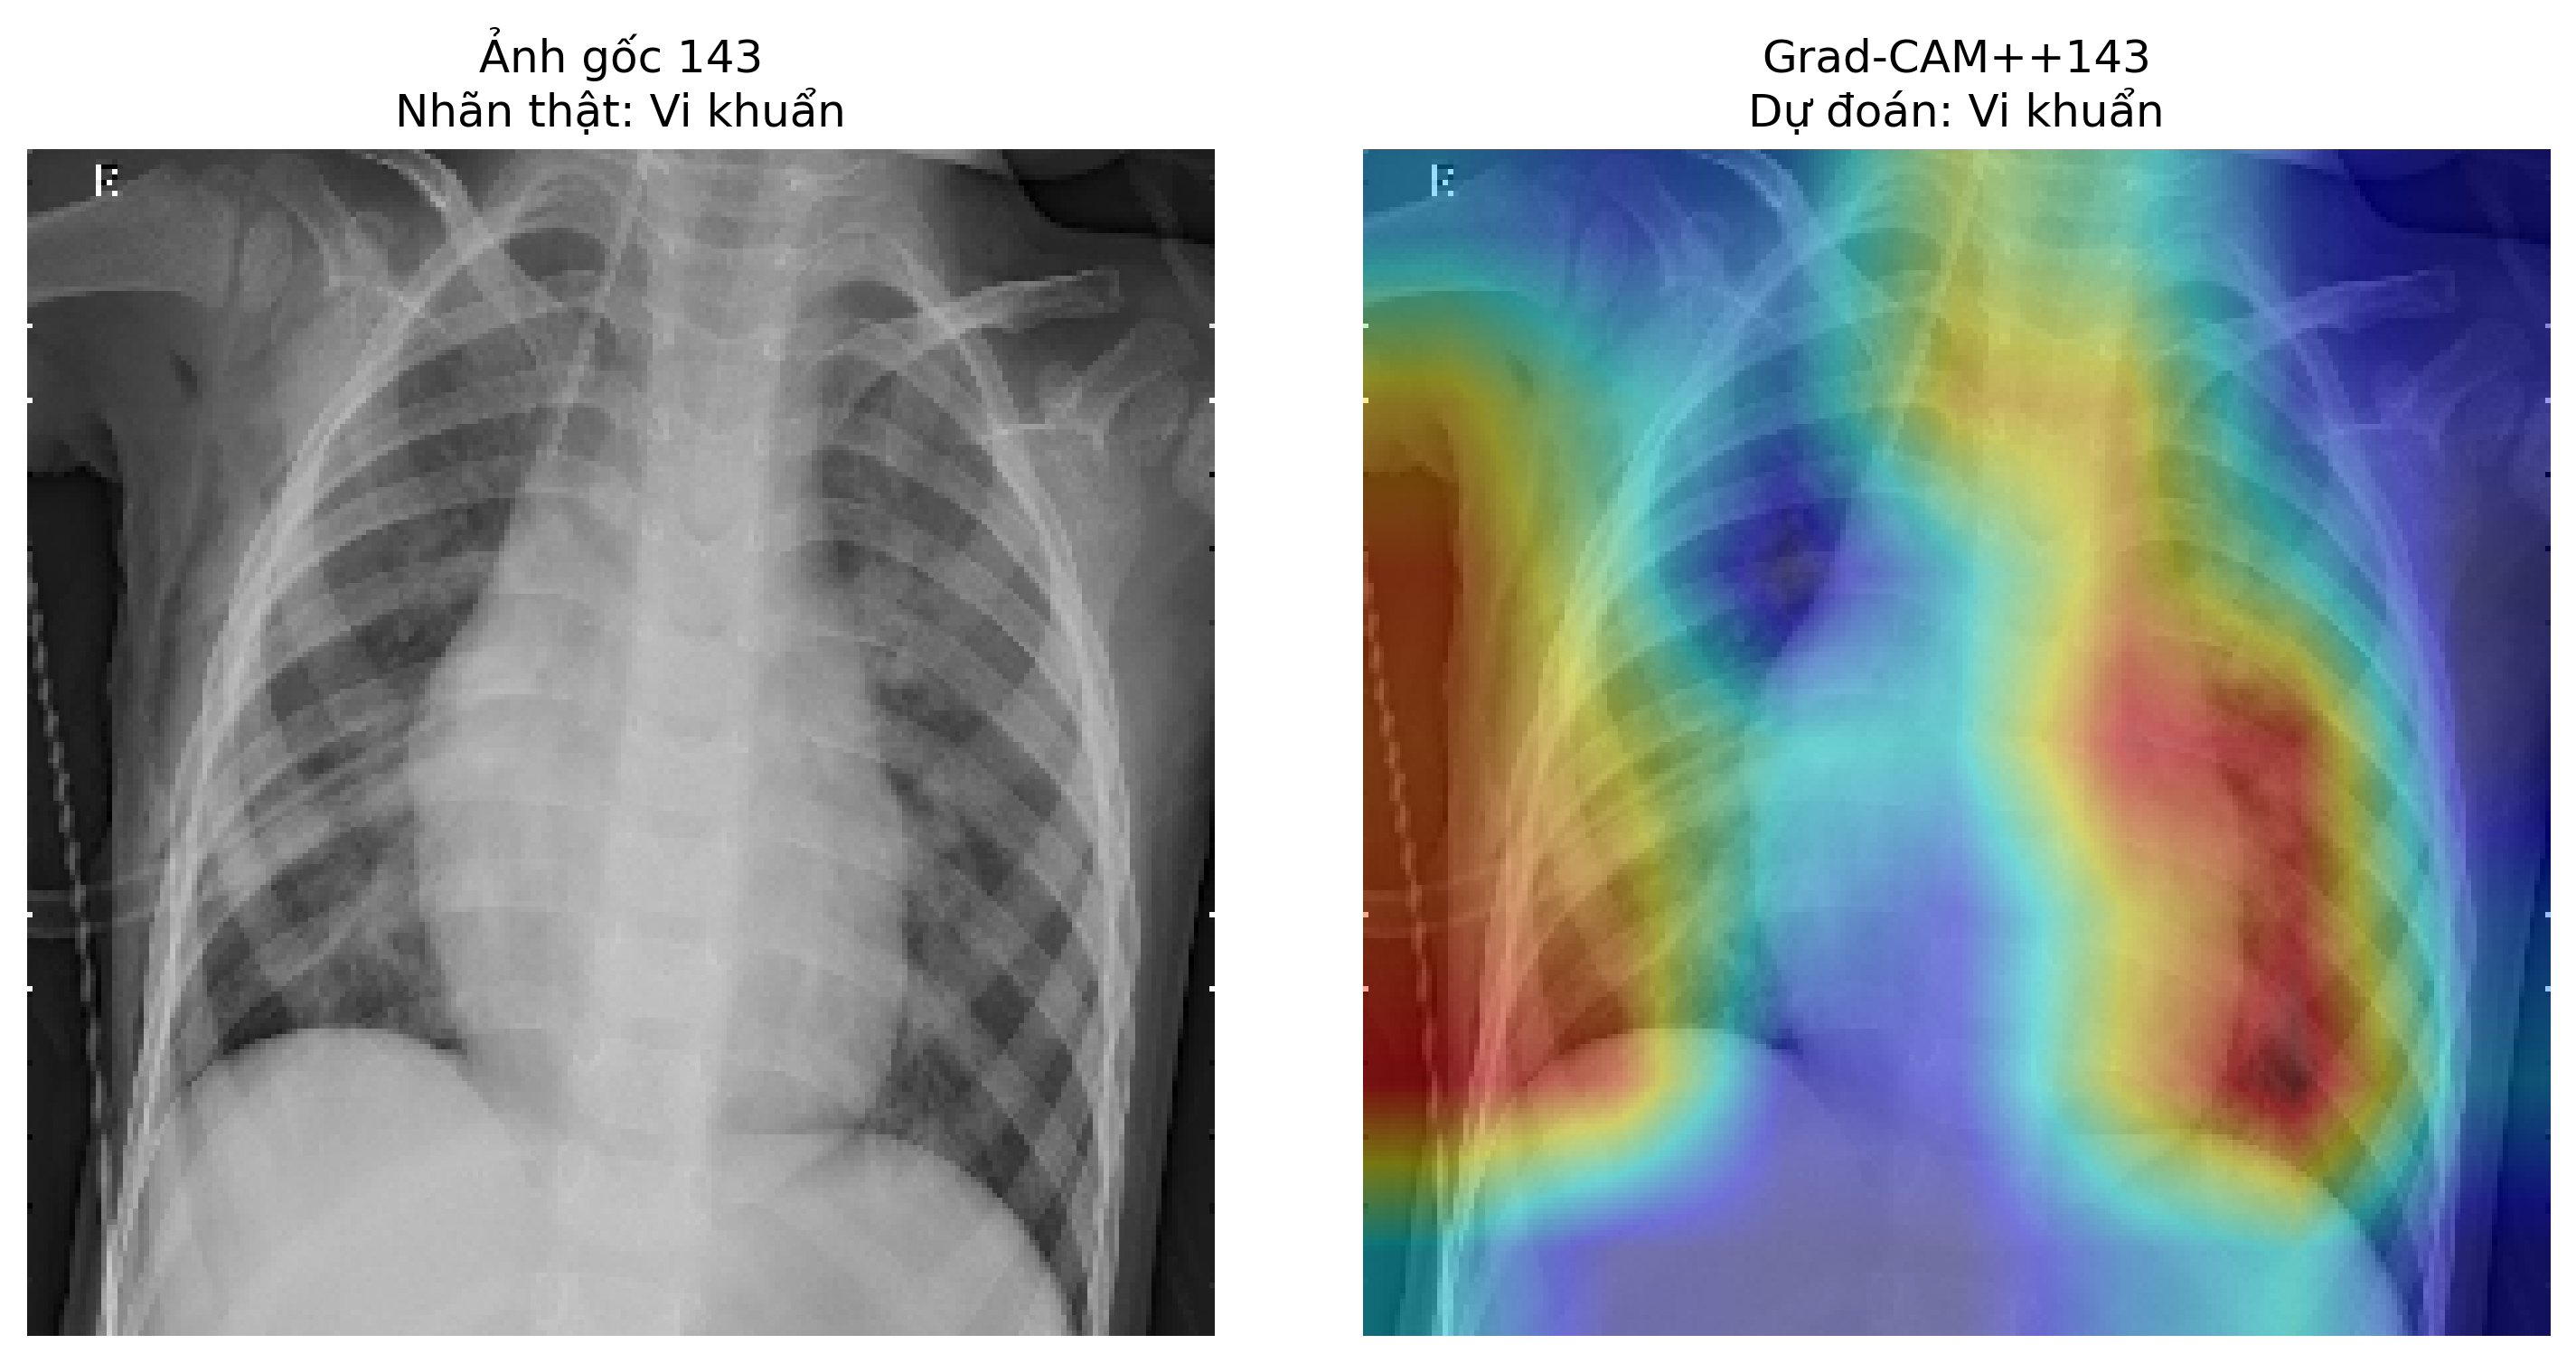 Ảnh gốc 143
Nhãn thật: Vi khuẩn
Grad-CAM++143
Dự đoán: Vi khuẩn